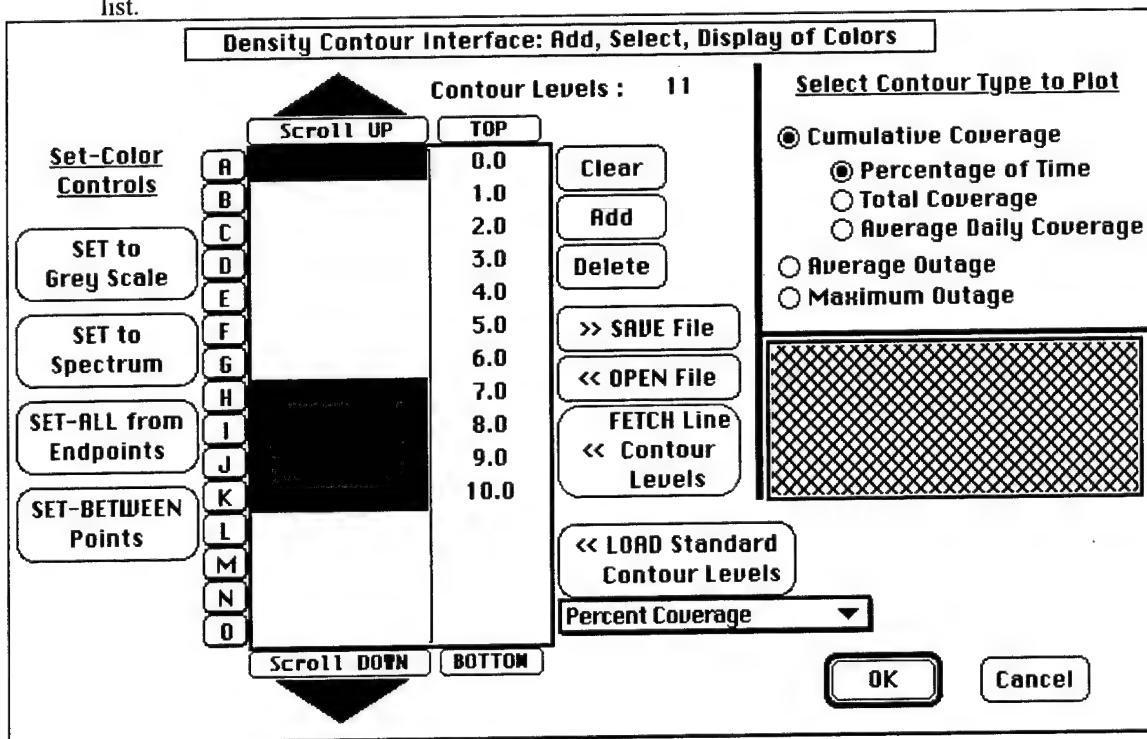 list.
Density Contour Interface: Add, Select, Display of Colors
Contour Levels : 11
Scroll UP
TOP
Set-Color
Controls
SET to
Grey Scale
SET to
Spectrum
SET-ALL from
Endpoints
SET-BETWEEN
Points
A
B
C
D
E
F
G
H
I
J
K
L
M
N
O
0.0
1.0
2.0
3.0
4.0
5.0
6.0
7.0
8.0
9.0
10.0
Scroll DOWN
BOTTOM
Clear
Add
Delete
>> SAVE File
<< OPEN File
FETCH Line
<< Contour
Levels
<< LOAD Standard
Contour Levels
Percent Coverage
Select Contour Type to Plot
Cumulative Coverage
Percentage of Time
Total Coverage
Average Daily Coverage
Average Outage
Maximum Outage
OK
Cancel